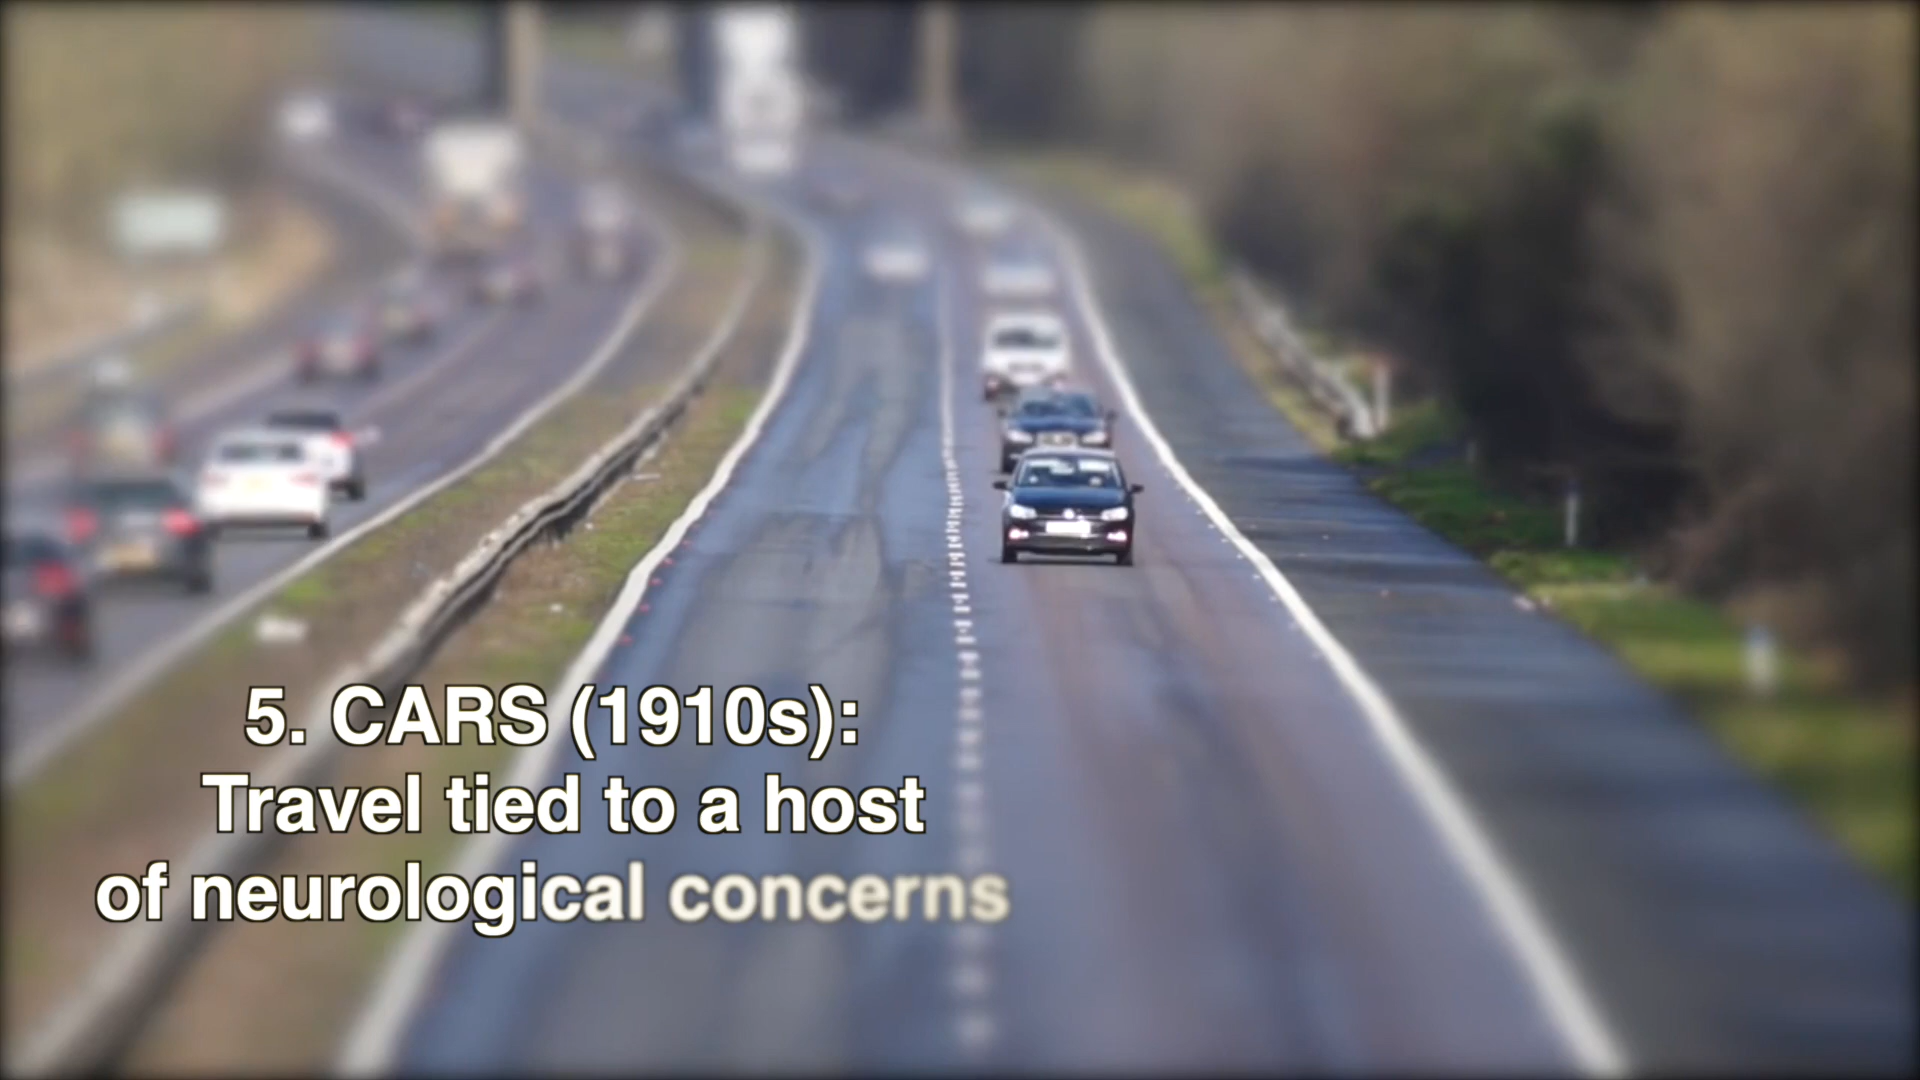 5. CARS (1910s):
Travel tied to a host
of neurological concerns